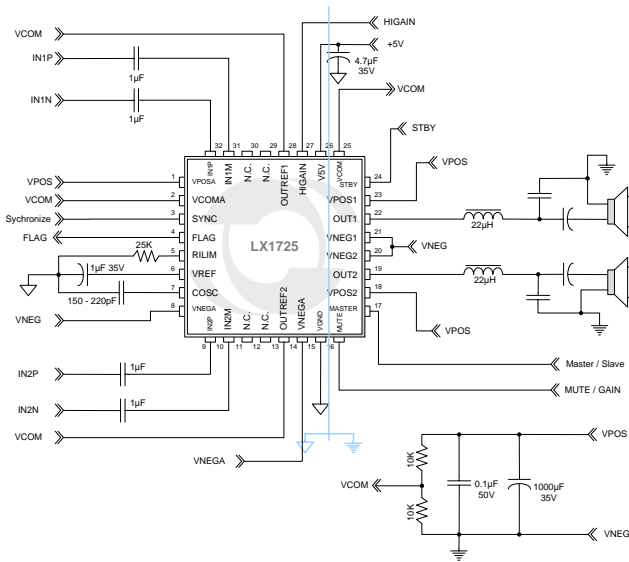 HIGAIN
VCOM
+5V
IN1P
4.7µF
35V
1µF
VCOM
IN1N
1µF
STBY
32 31 30 29 28 27 26 25
VPOS
IN1P IN1M N.C. N.C. OUTREF1 HIGAIN V5V VCOM
VPOS 1 VPOSA STBY 24
VCOM 2 VCOMA VPOS1 23
Sychronize 3 SYNC OUT1 22
22µH
FLAG 4 FLAG VNEG1 21
LX1725
VNEG
25K 5 RILIM VNEG2 20
1µF 35V 6 VREF OUT2 19
22µH
150 - 220pF 7 COSC VPOS2 18
VNEG 8 VNEGA MASTER 17
VPOS
IN2P IN2M N.C. N.C. OUTREF2 VNEGA VGND MUTE
9 10 11 12 13 14 15 16
IN2P 1µF
Master / Slave
IN2N 1µF
MUTE / GAIN
VCOM
VPOS
VNEGA
10K
VCOM
0.1µF
50V
1000µF
35V
10K
VNEG